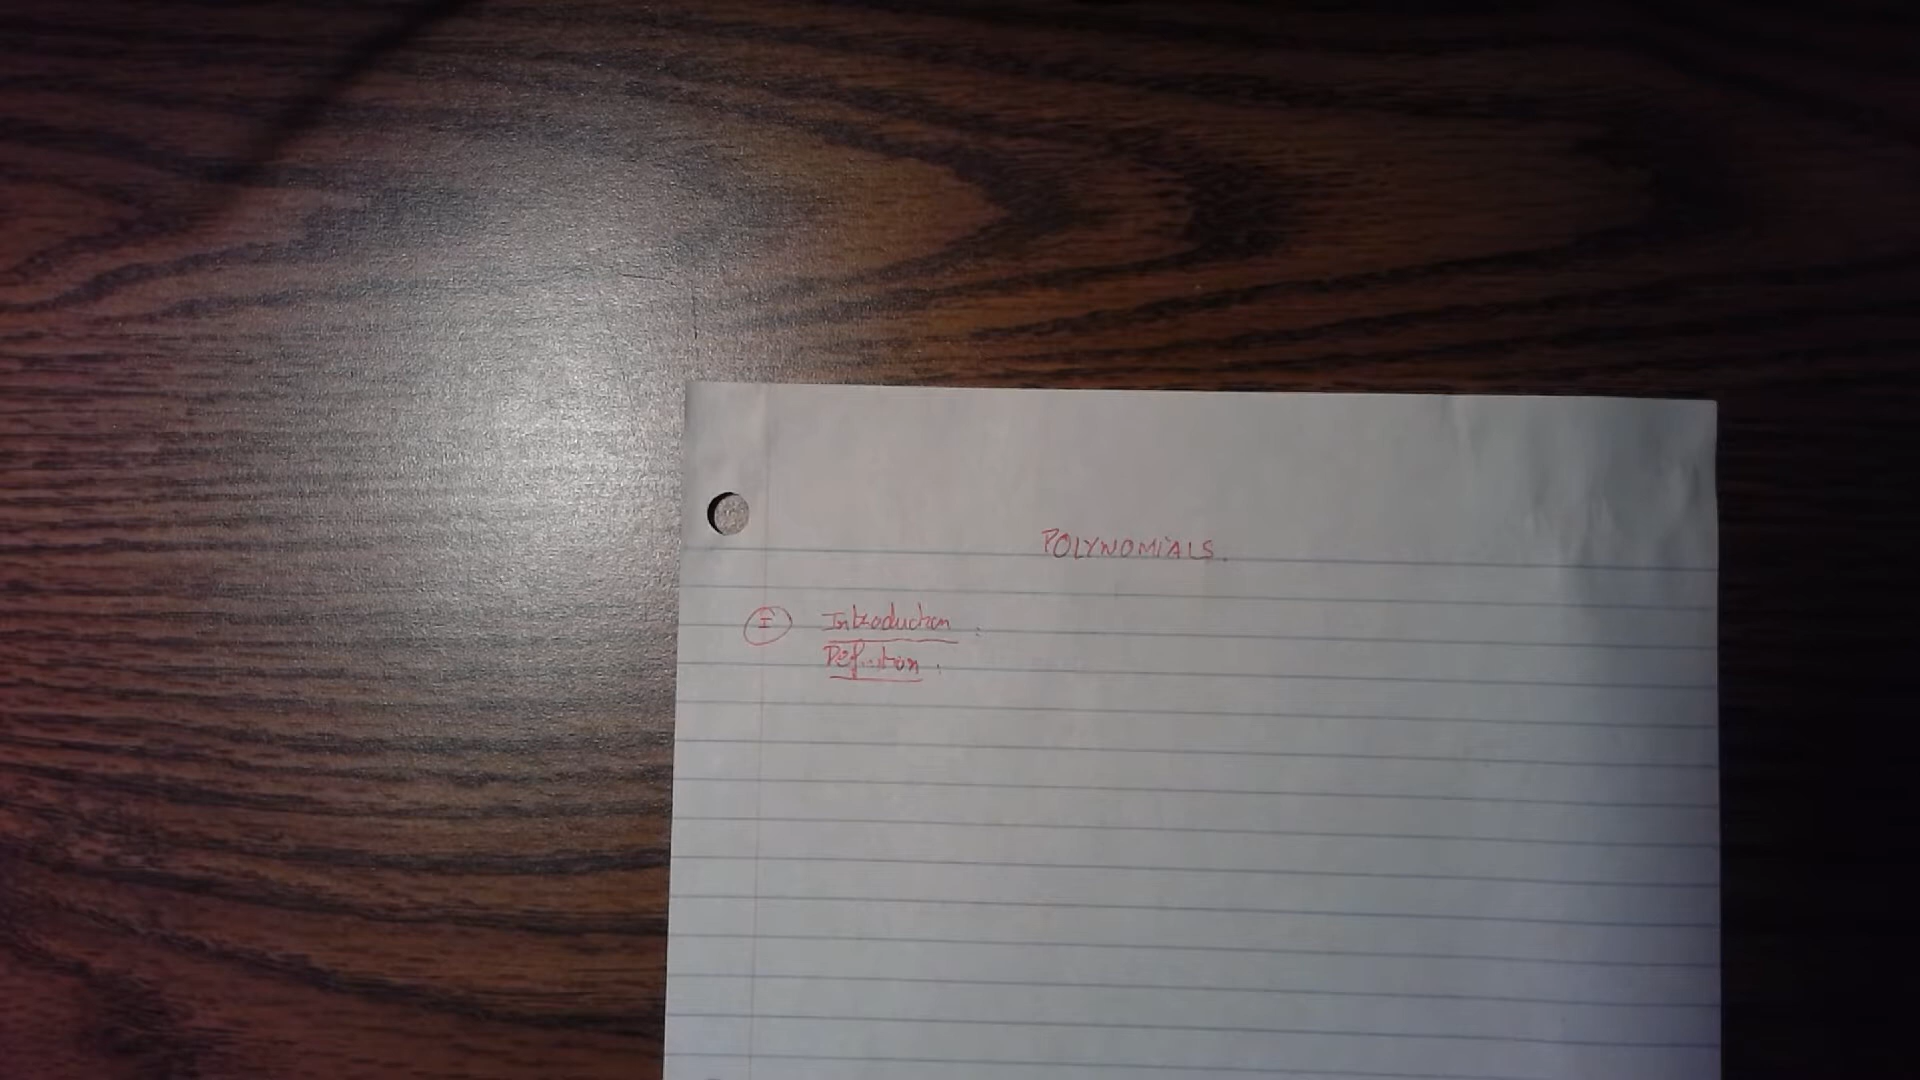 POLYNOMIALS.
I Introduction :
Definition :